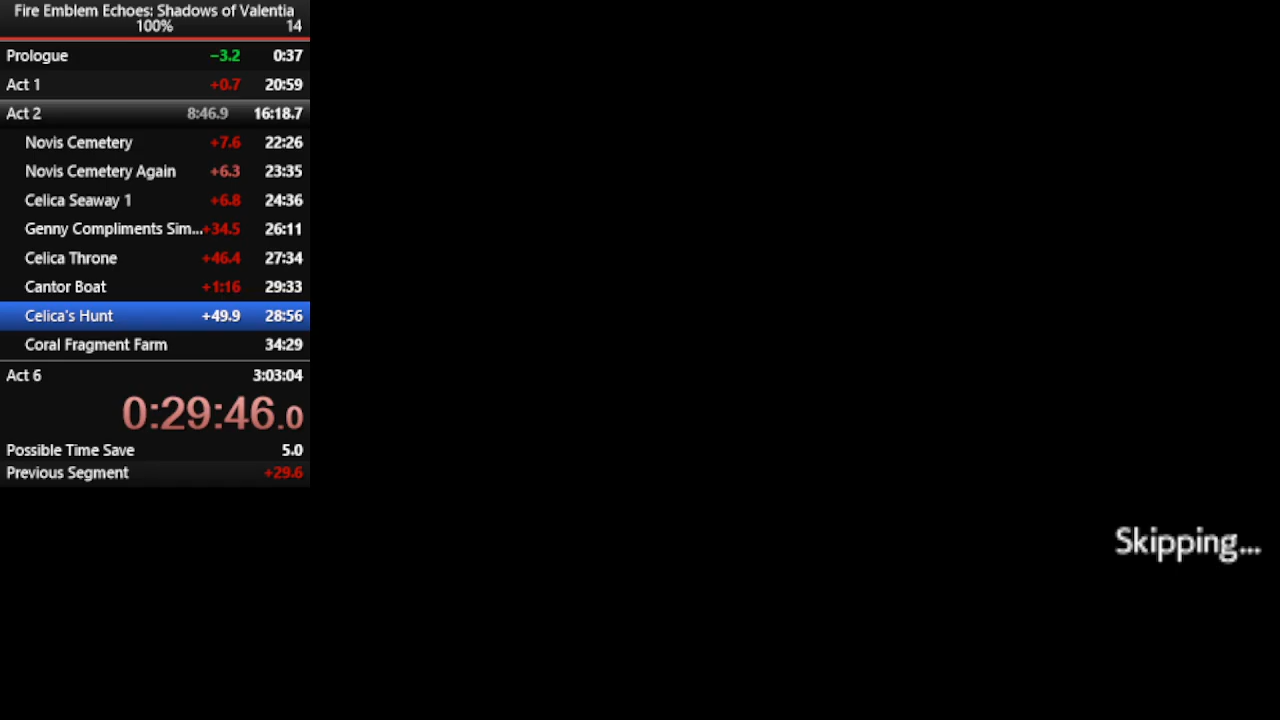 Fire Emblem Echoes: Shadows of Valentia
100% 14
Prologue −3.2 0:37
Act 1 +0.7 20:59
Act 2 8:46.9 16:18.7
Novis Cemetery +7.6 22:26
Novis Cemetery Again +6.3 23:35
Celica Seaway 1 +6.8 24:36
Genny Compliments Sim... +34.5 26:11
Celica Throne +46.4 27:34
Cantor Boat +1:16 29:33
Celica's Hunt +49.9 28:56
Coral Fragment Farm 34:29
Act 6 3:03:04
0:29:46.0
Possible Time Save 5.0
Previous Segment +29.6
Skipping...